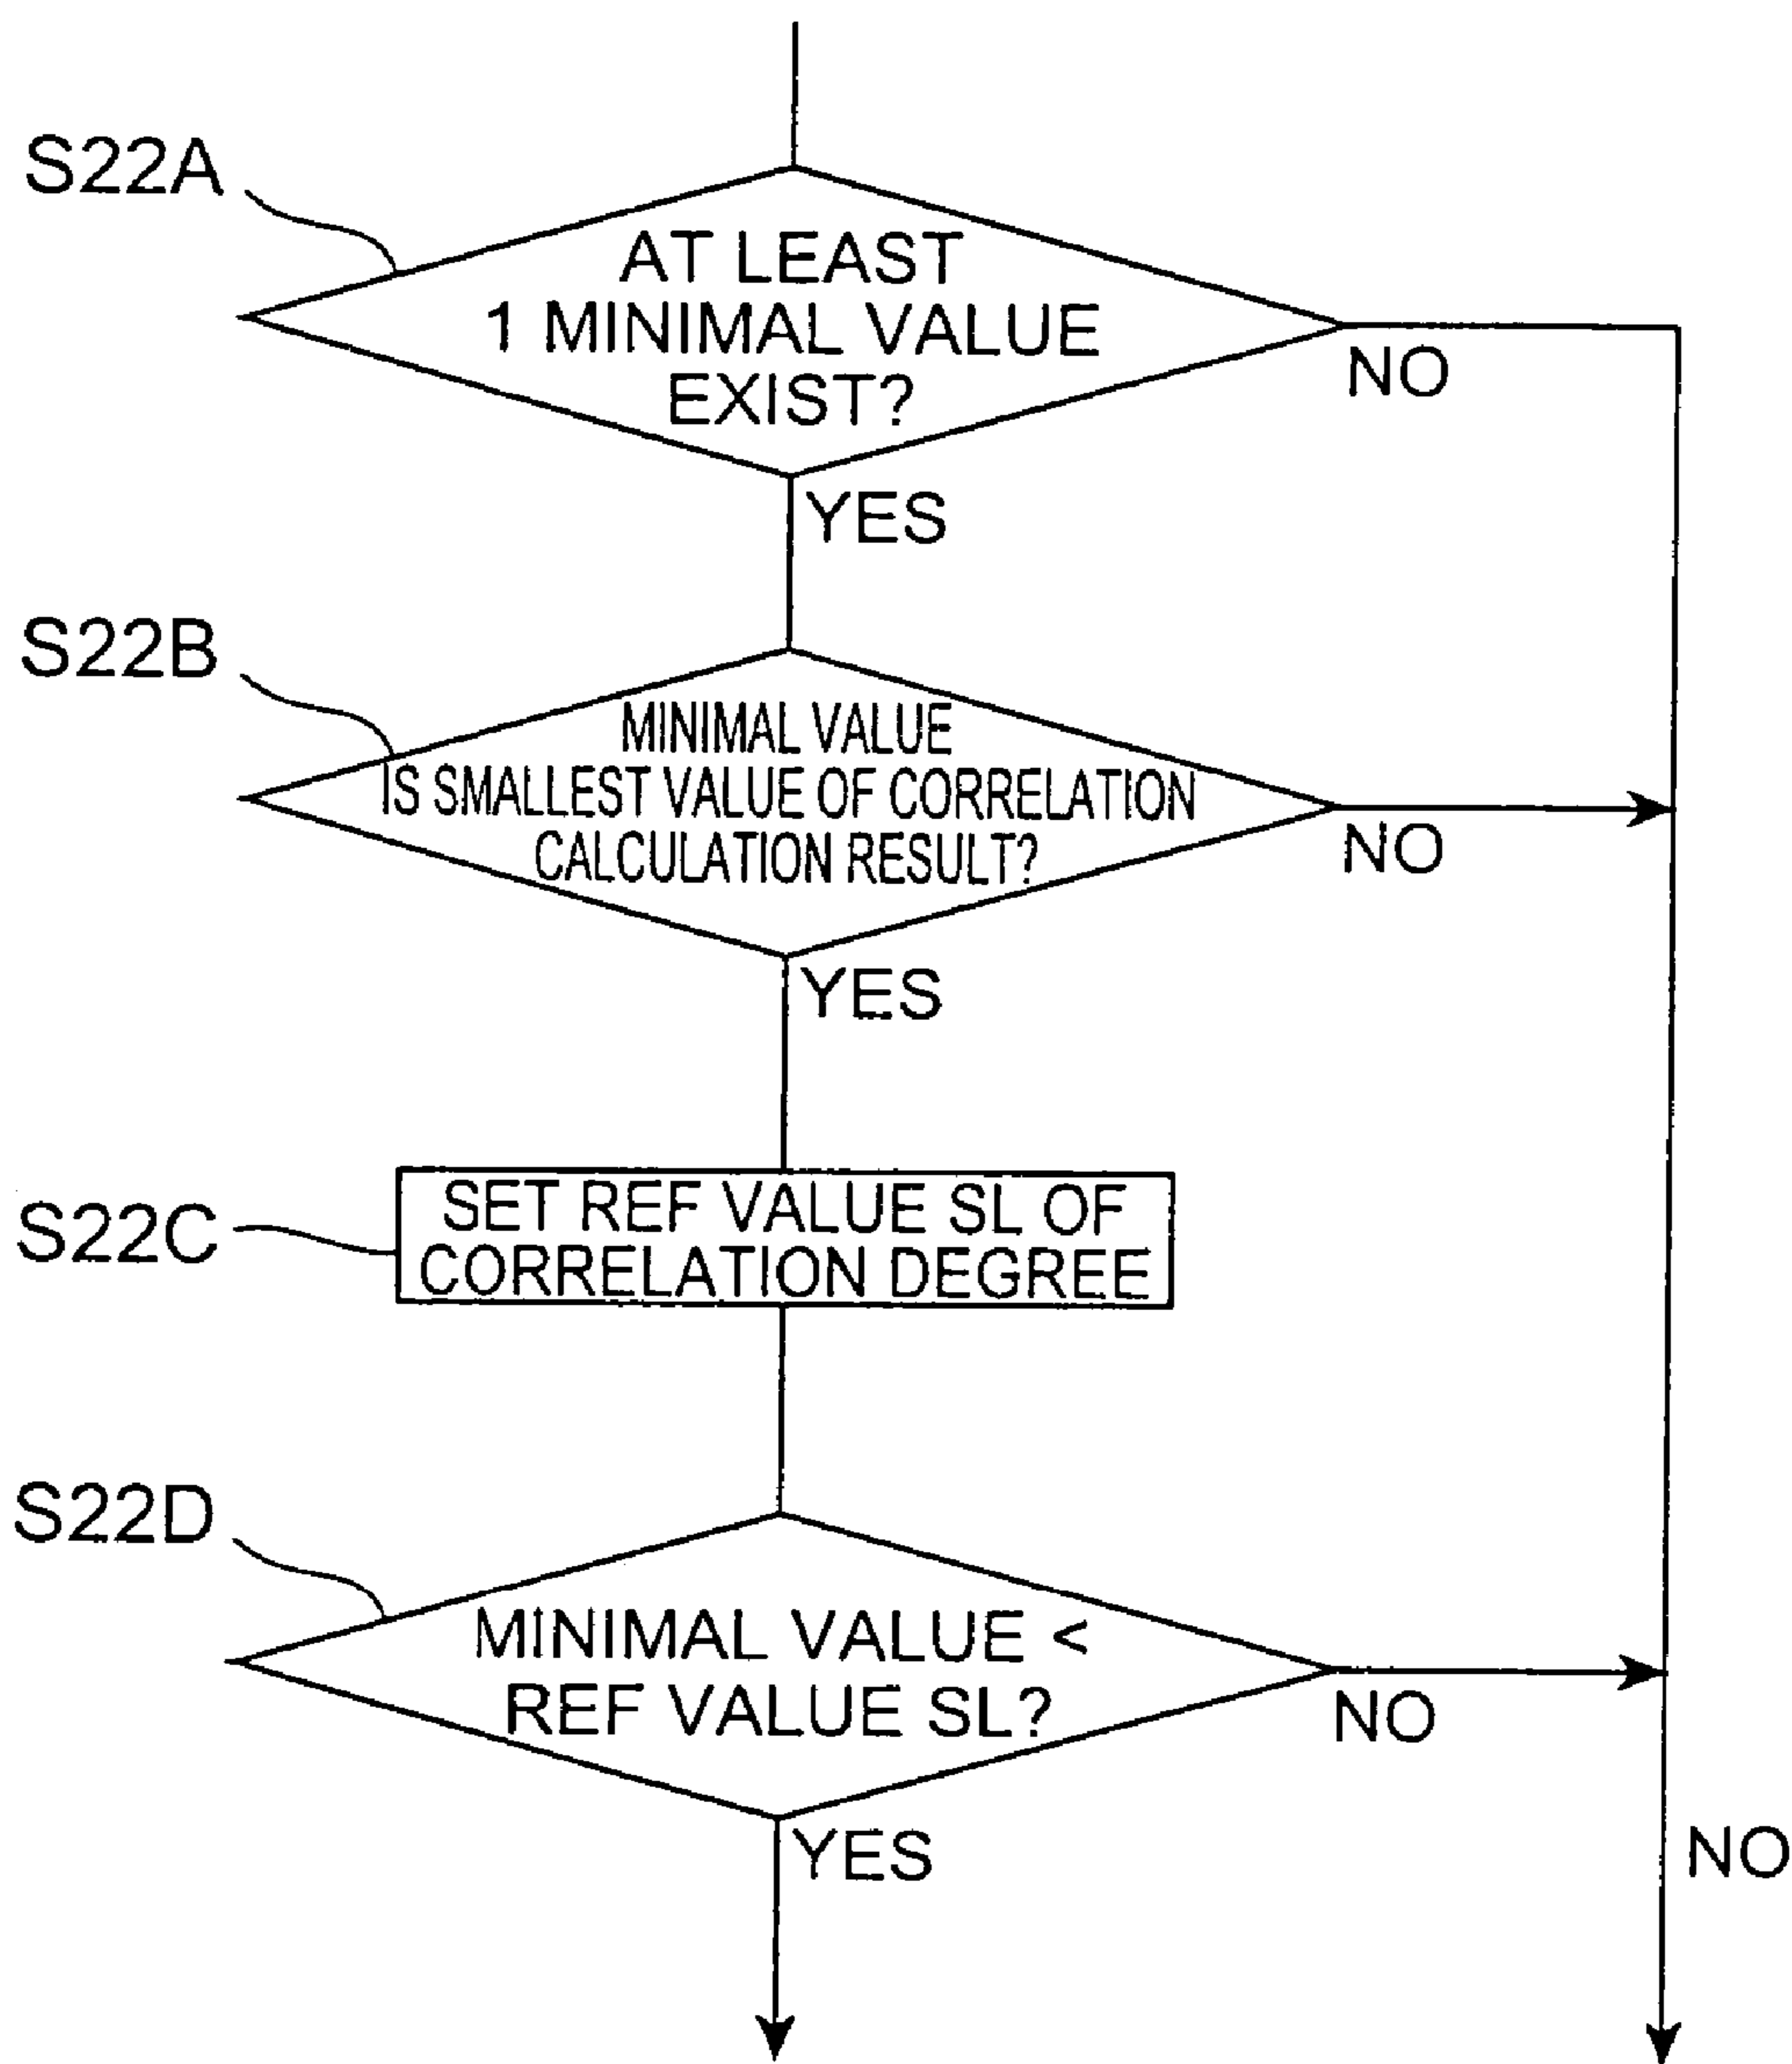 S22A
AT LEAST
1 MINIMAL VALUE
EXIST?
NO
YES
S22B
MINIMAL VALUE
IS SMALLEST VALUE OF CORRELATION
CALCULATION RESULT?
NO
YES
S22C
SET REF VALUE SL OF
CORRELATION DEGREE
S22D
MINIMAL VALUE <
REF VALUE SL?
NO
YES
NO